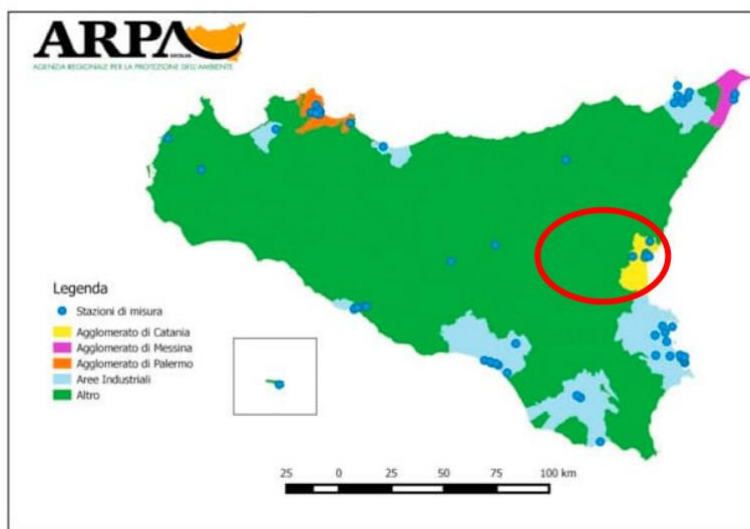 ARPA
AGENZIA REGIONALE PER LA PROTEZIONE DELL'AMBIENTE
Legenda
Stazioni di misura
Agglomerato di Catania
Agglomerato di Messina
Agglomerato di Palermo
Aree Industriali
Altro
25 0 25 50 75 100 km